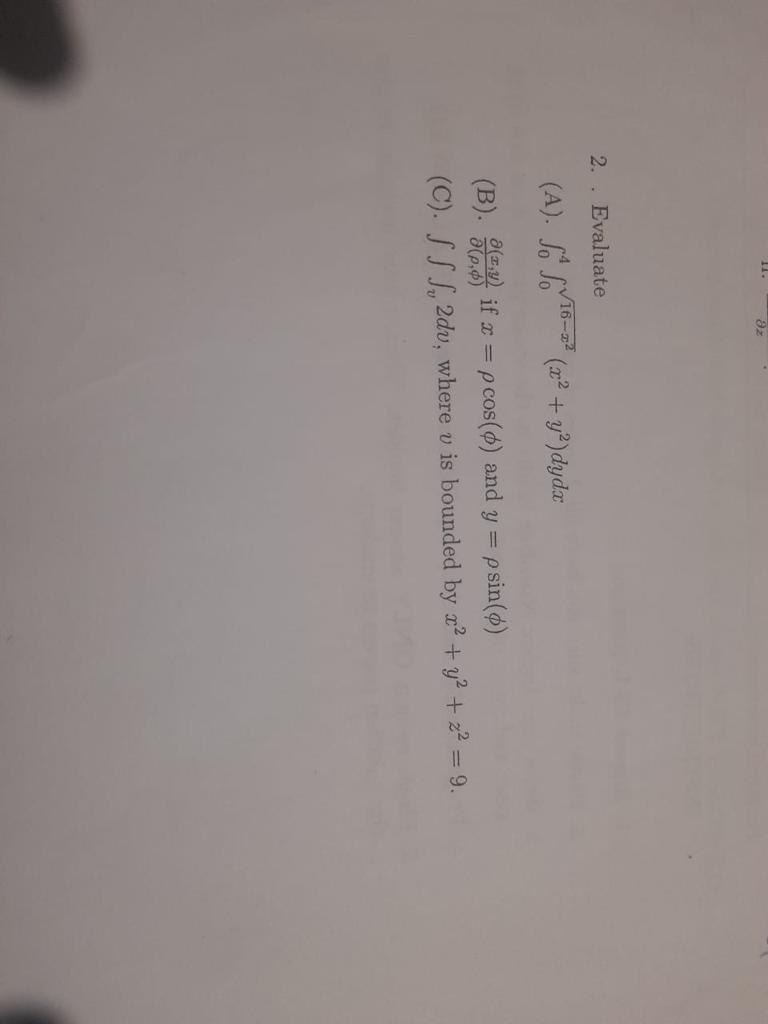 ∂z .
2. . Evaluate
(A). ∫₀⁴ ∫₀^√(16−x²) (x² + y²)dydx
(B). ∂(x,y)/∂(ρ,ϕ) if x = ρ cos(ϕ) and y = ρ sin(ϕ)
(C). ∫ ∫ ∫ᵥ 2dv, where v is bounded by x² + y² + z² = 9.